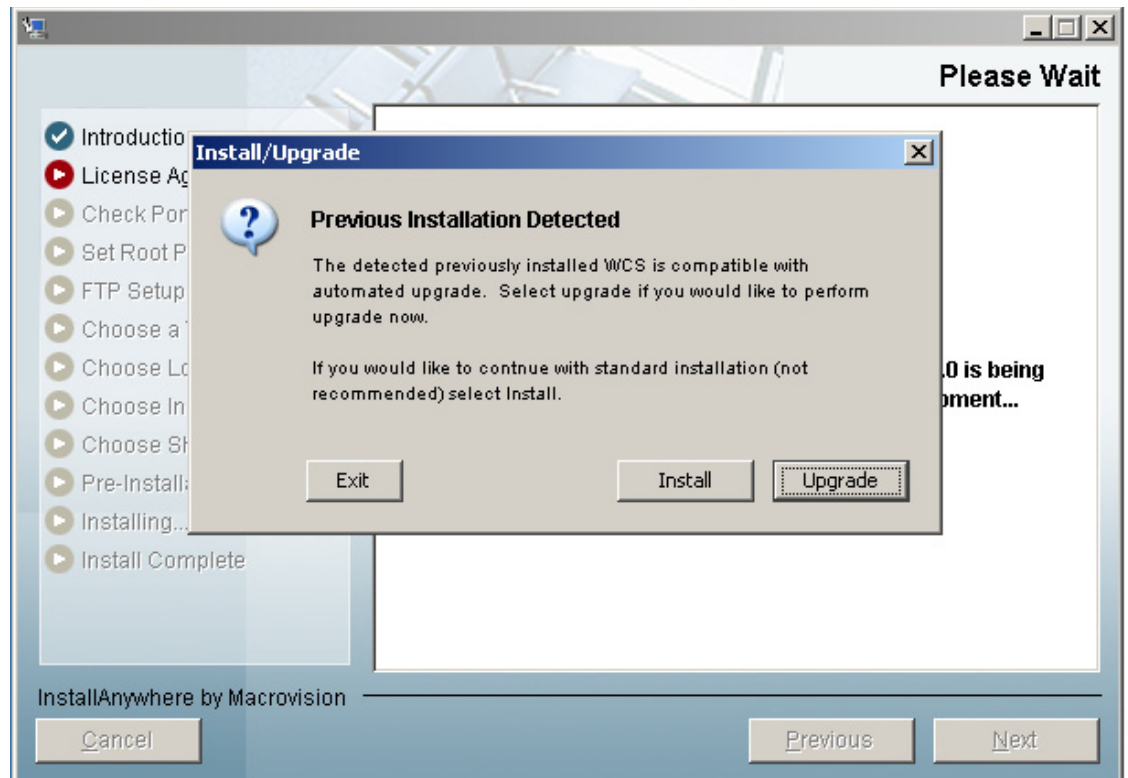 Please Wait
Introductio
License Ag
Check Por
Set Root P
FTP Setup
Choose a
Choose Lo
Choose In
Choose Sh
Pre-Install
Installing...
Install Complete
Install/Upgrade
Previous Installation Detected
The detected previously installed WCS is compatible with
automated upgrade. Select upgrade if you would like to perform
upgrade now.
If you would like to contnue with standard installation (not
recommended) select Install.
Exit
Install
Upgrade
.0 is being
oment...
InstallAnywhere by Macrovision
Cancel
Previous
Next